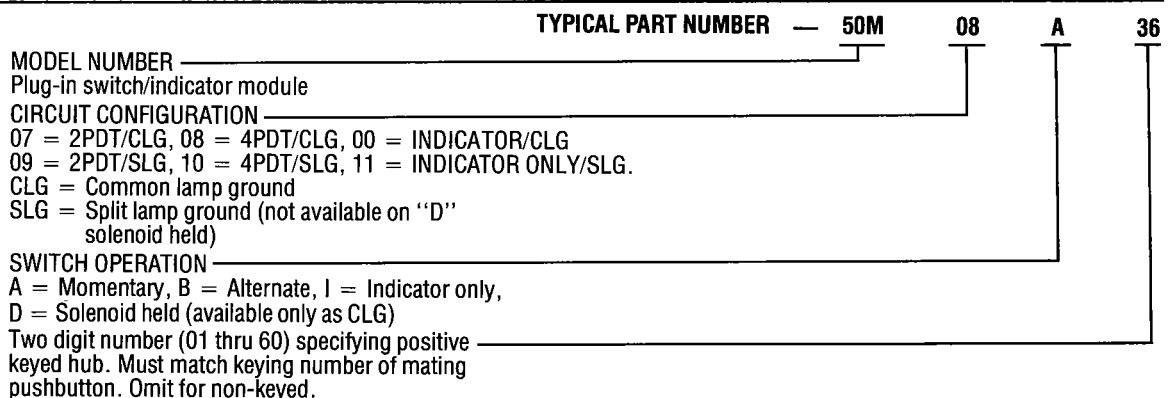 TYPICAL PART NUMBER — 50M 08 A 36
MODEL NUMBER
Plug-in switch/indicator module
CIRCUIT CONFIGURATION
07 = 2PDT/CLG, 08 = 4PDT/CLG, 00 = INDICATOR/CLG
09 = 2PDT/SLG, 10 = 4PDT/SLG, 11 = INDICATOR ONLY/SLG.
CLG = Common lamp ground
SLG = Split lamp ground (not available on "D"
solenoid held)
SWITCH OPERATION
A = Momentary, B = Alternate, I = Indicator only,
D = Solenoid held (available only as CLG)
Two digit number (01 thru 60) specifying positive
keyed hub. Must match keying number of mating
pushbutton. Omit for non-keyed.